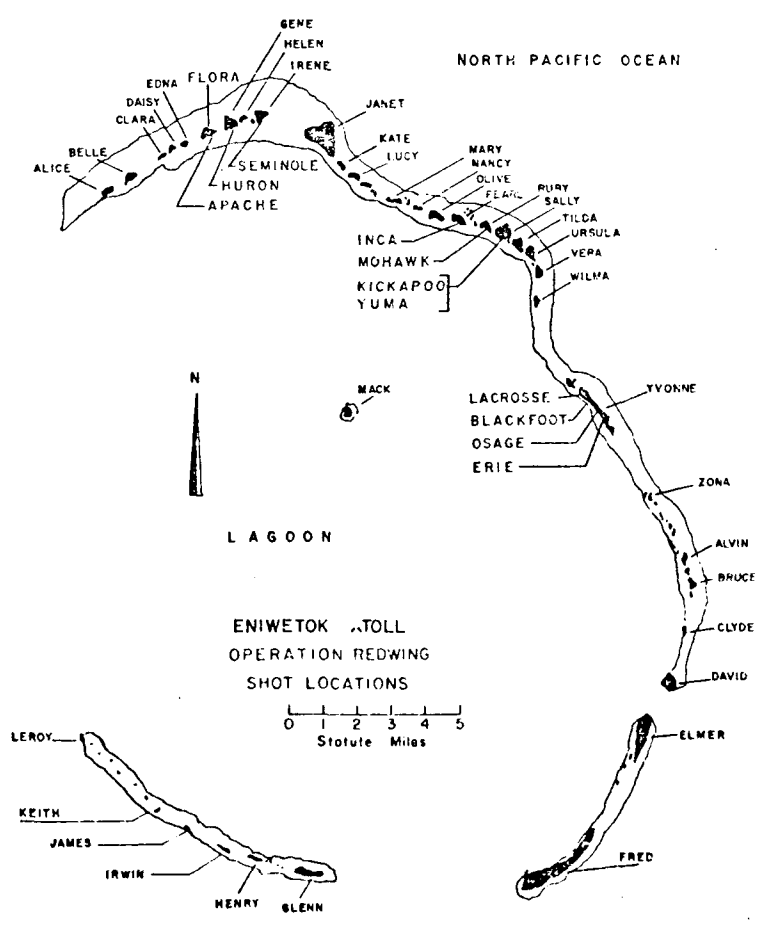 GENE
HELEN
IRENE
NORTH PACIFIC OCEAN
FLORA
EDNA
DAISY
CLARA
BELLE
ALICE
JANET
KATE
LUCY
SEMINOLE
HURON
APACHE
MARY
NANCY
OLIVE
PEARL
RUBY
SALLY
TILDA
URSULA
VERA
WILMA
INCA
MOHAWK
KICKAPOO
YUMA
N
MACK
YVONNE
LACROSSE
BLACKFOOT
OSAGE
ERIE
ZONA
LAGOON
ALVIN
BRUCE
CLYDE
DAVID
ENIWETOK ATOLL
OPERATION REDWING
SHOT LOCATIONS
0 1 2 3 4 5
Statute Miles
LEROY
ELMER
KEITH
JAMES
IRWIN
HENRY
GLENN
FRED